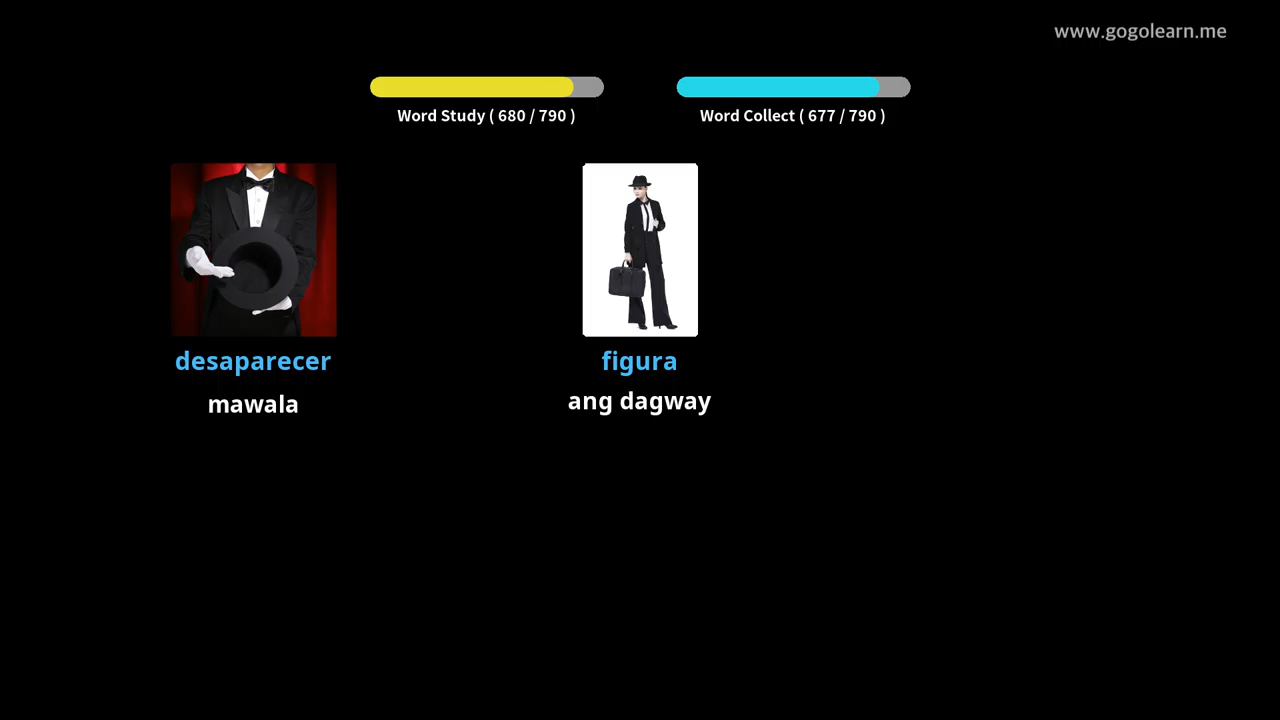 www.gogolearn.me
Word Study ( 680 / 790 )
Word Collect ( 677 / 790 )
desaparecer
mawala
figura
ang dagway